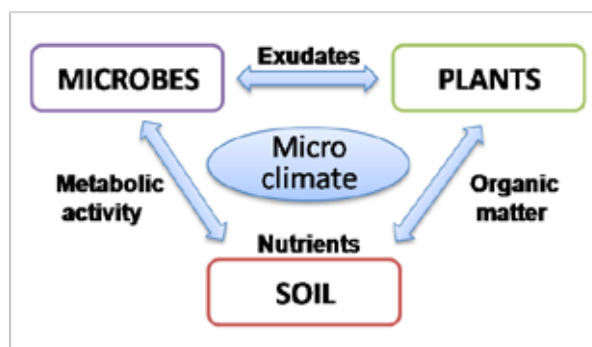 Exudates
MICROBES
PLANTS
Micro
climate
Metabolic
activity
Organic
matter
Nutrients
SOIL